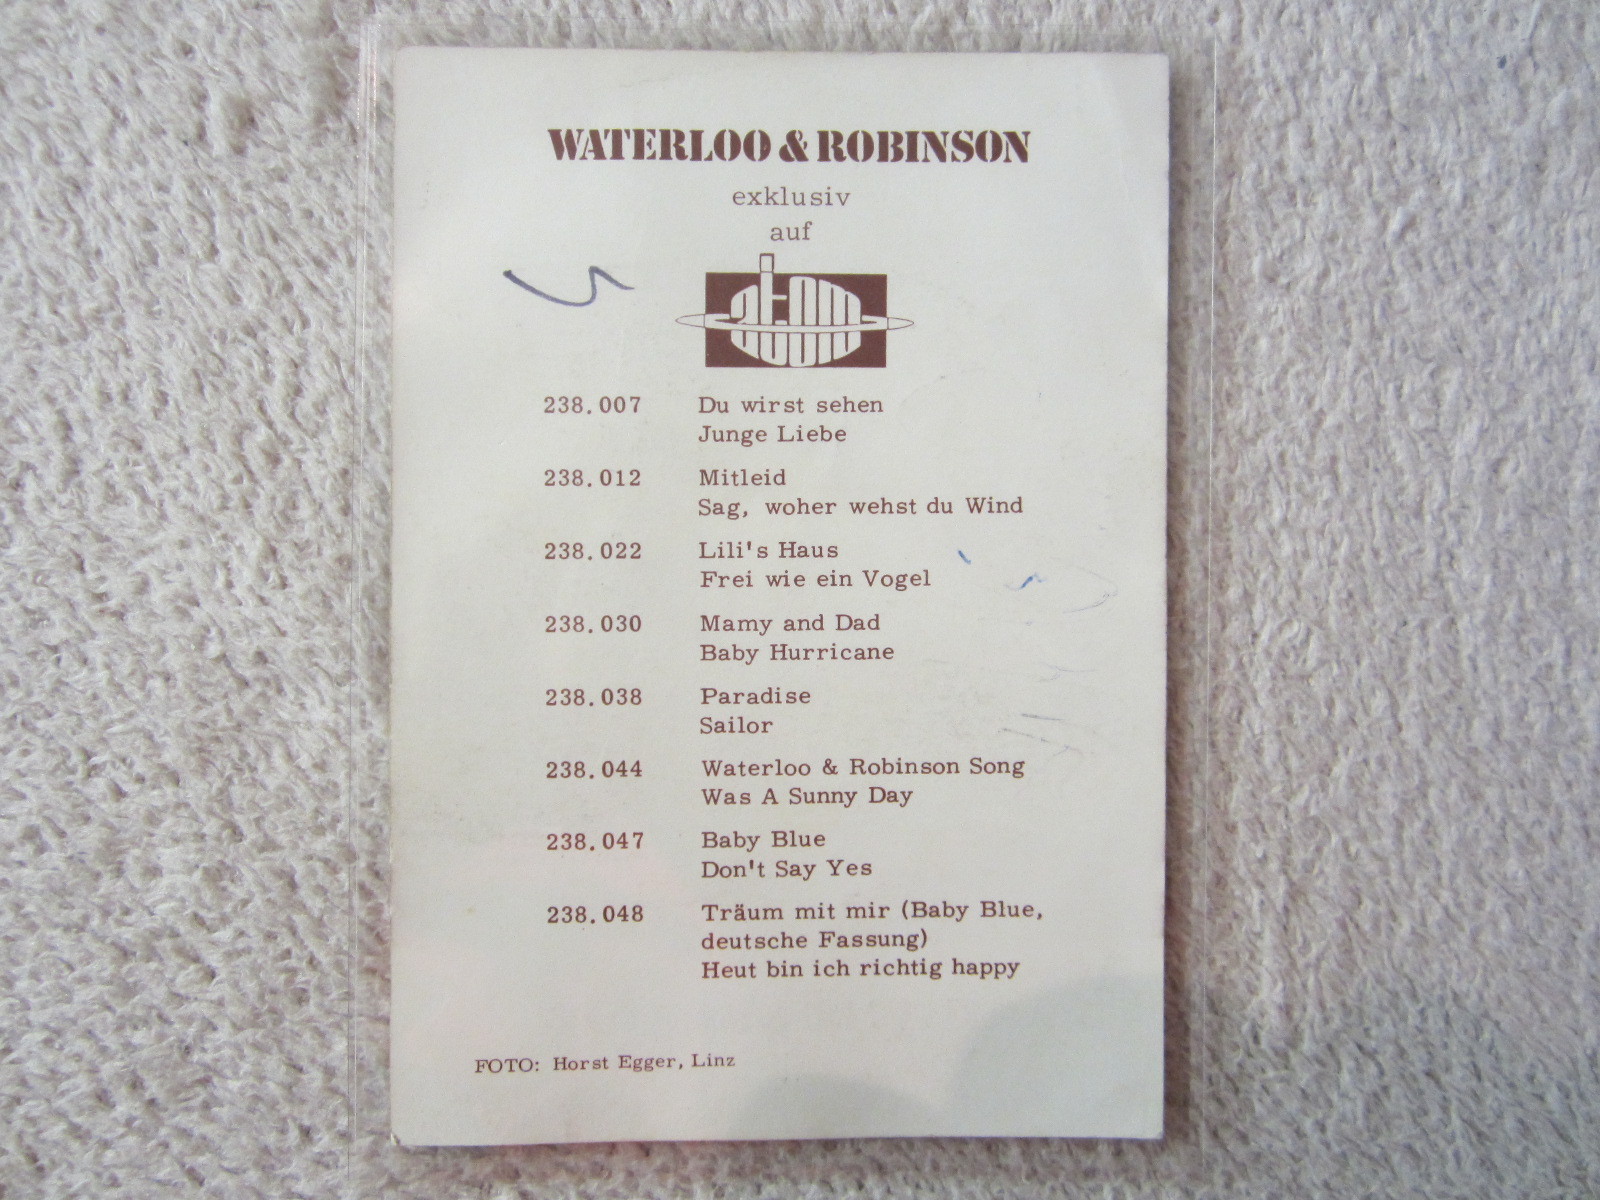 WATERLOO & ROBINSON
exklusiv
auf
238.007 Du wirst sehen
Junge Liebe
238.012 Mitleid
Sag, woher wehst du Wind
238.022 Lili's Haus
Frei wie ein Vogel
238.030 Mamy and Dad
Baby Hurricane
238.038 Paradise
Sailor
238.044 Waterloo & Robinson Song
Was A Sunny Day
238.047 Baby Blue
Don't Say Yes
238.048 Träum mit mir (Baby Blue,
deutsche Fassung)
Heut bin ich richtig happy
FOTO: Horst Egger, Linz